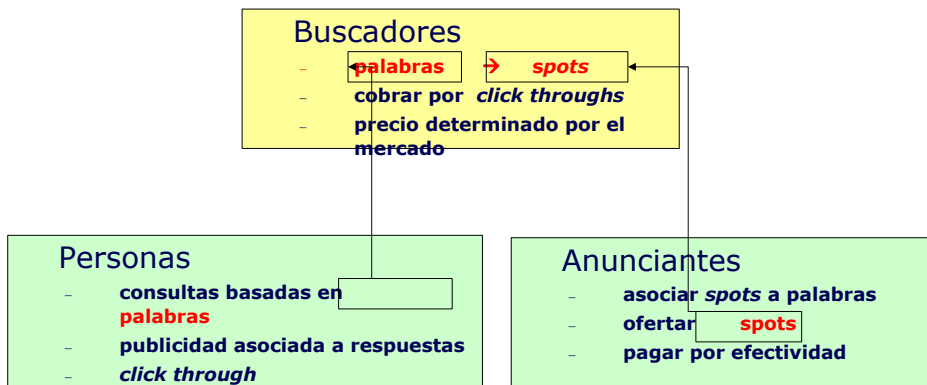 Buscadores
– palabras → spots
– cobrar por click throughs
– precio determinado por el
mercado
Personas
– consultas basadas en
palabras
– publicidad asociada a respuestas
– click through
Anunciantes
– asociar spots a palabras
– ofertar spots
– pagar por efectividad